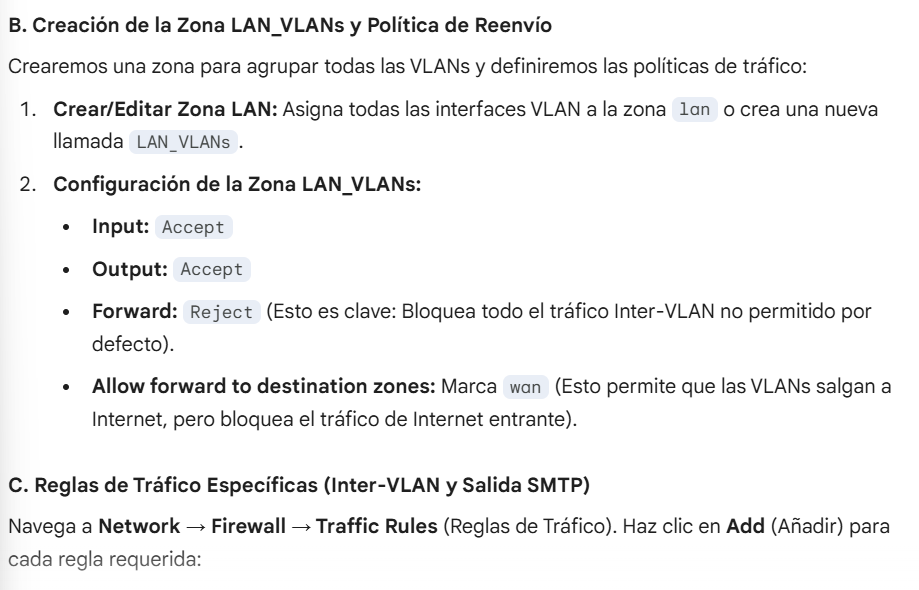 B. Creación de la Zona LAN_VLANs y Política de Reenvío
Crearemos una zona para agrupar todas las VLANs y definiremos las políticas de tráfico:
1. Crear/Editar Zona LAN: Asigna todas las interfaces VLAN a la zona lan o crea una nueva
llamada LAN_VLANs.
2. Configuración de la Zona LAN_VLANs:
• Input: Accept
• Output: Accept
• Forward: Reject (Esto es clave: Bloquea todo el tráfico Inter-VLAN no permitido por
defecto).
• Allow forward to destination zones: Marca wan (Esto permite que las VLANs salgan a
Internet, pero bloquea el tráfico de Internet entrante).
C. Reglas de Tráfico Específicas (Inter-VLAN y Salida SMTP)
Navega a Network → Firewall → Traffic Rules (Reglas de Tráfico). Haz clic en Add (Añadir) para
cada regla requerida: